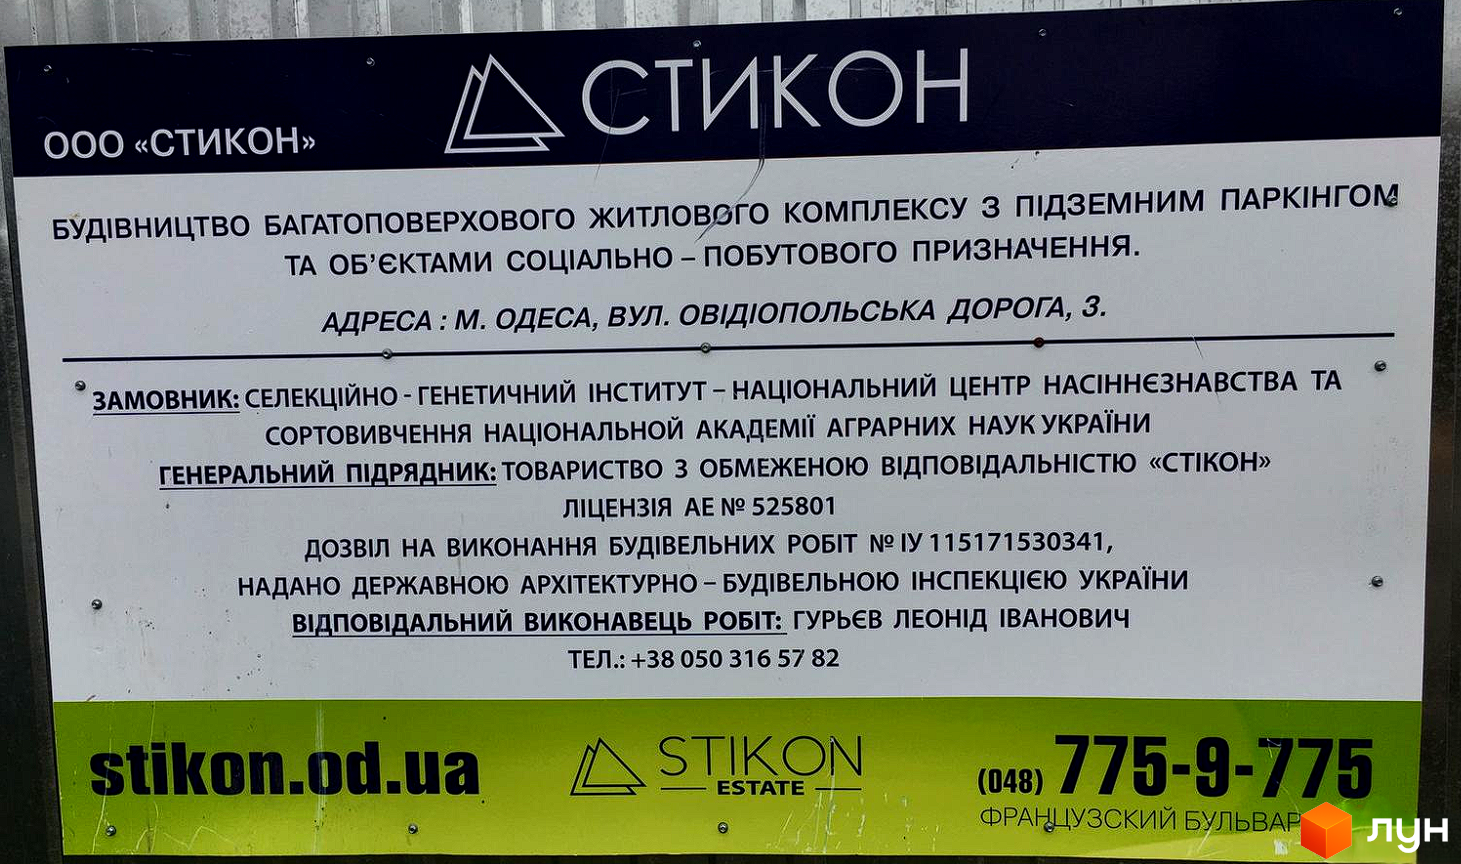 СТИКОН
ООО «СТИКОН»
БУДІВНИЦТВО БАГАТОПОВЕРХОВОГО ЖИТЛОВОГО КОМПЛЕКСУ З ПІДЗЕМНИМ ПАРКІНГОМ
ТА ОБ’ЄКТАМИ СОЦІАЛЬНО – ПОБУТОВОГО ПРИЗНАЧЕННЯ.
АДРЕСА : М. ОДЕСА, ВУЛ. ОВІДІОПОЛЬСЬКА ДОРОГА, 3.
ЗАМОВНИК: СЕЛЕКЦІЙНО - ГЕНЕТИЧНИЙ ІНСТИТУТ – НАЦІОНАЛЬНИЙ ЦЕНТР НАСІННЄЗНАВСТВА ТА
СОРТОВИВЧЕННЯ НАЦІОНАЛЬНОЙ АКАДЕМІЇ АГРАРНИХ НАУК УКРАЇНИ
ГЕНЕРАЛЬНИЙ ПІДРЯДНИК: ТОВАРИСТВО З ОБМЕЖЕНОЮ ВІДПОВІДАЛЬНІСТЮ «СТІКОН»
ЛІЦЕНЗІЯ АЕ № 525801
ДОЗВІЛ НА ВИКОНАННЯ БУДІВЕЛЬНИХ РОБІТ № ІУ 115171530341,
НАДАНО ДЕРЖАВНОЮ АРХІТЕКТУРНО – БУДІВЕЛЬНОЮ ІНСПЕКЦІЄЮ УКРАЇНИ
ВІДПОВІДАЛЬНИЙ ВИКОНАВЕЦЬ РОБІТ: ГУРЬЄВ ЛЕОНІД ІВАНОВИЧ
ТЕЛ.: +38 050 316 57 82
stikon.od.ua
STIKON
ESTATE
(048) 775-9-775
ФРАНЦУЗСКИЙ БУЛЬВАР
лун